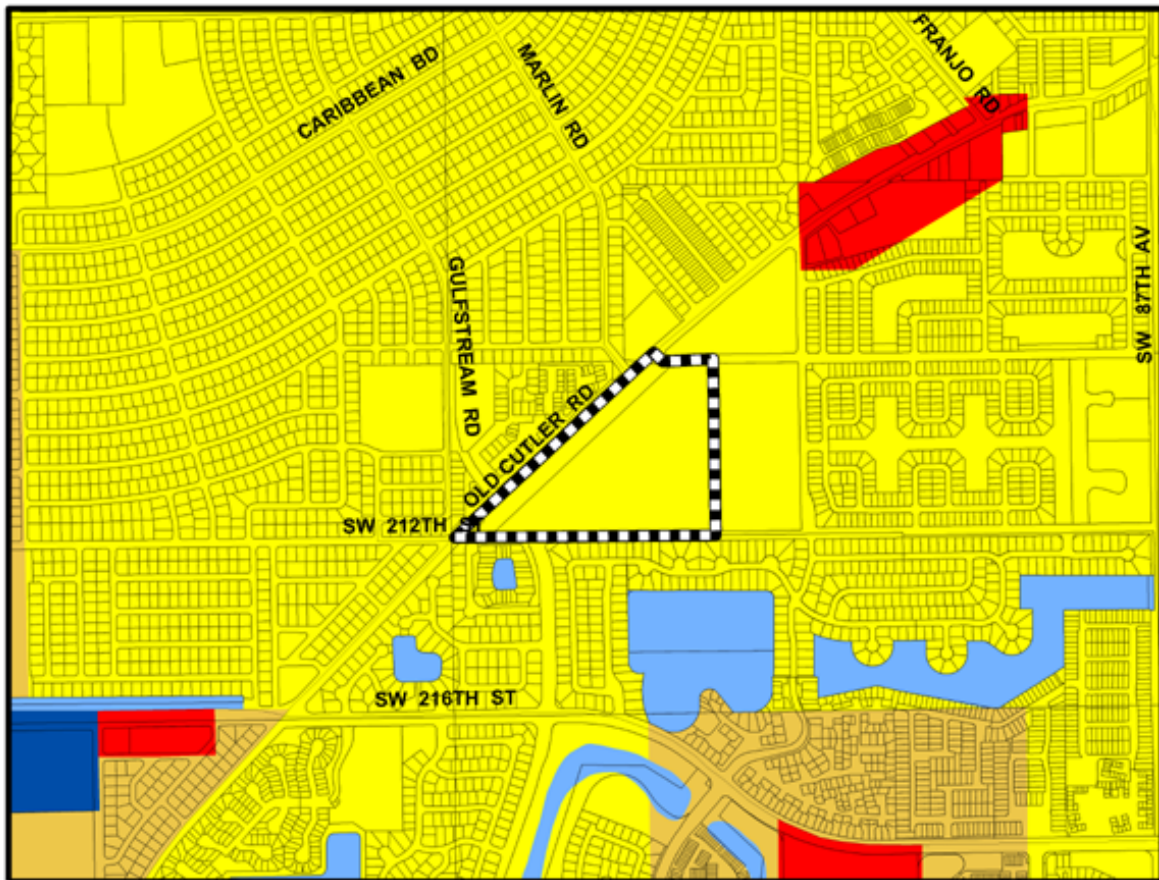 FRANJO RD
CARIBBEAN BD
MARLIN RD
GULFSTREAM RD
SW 87TH AV
OLD CUTLER RD
SW 212TH ST
SW 216TH ST